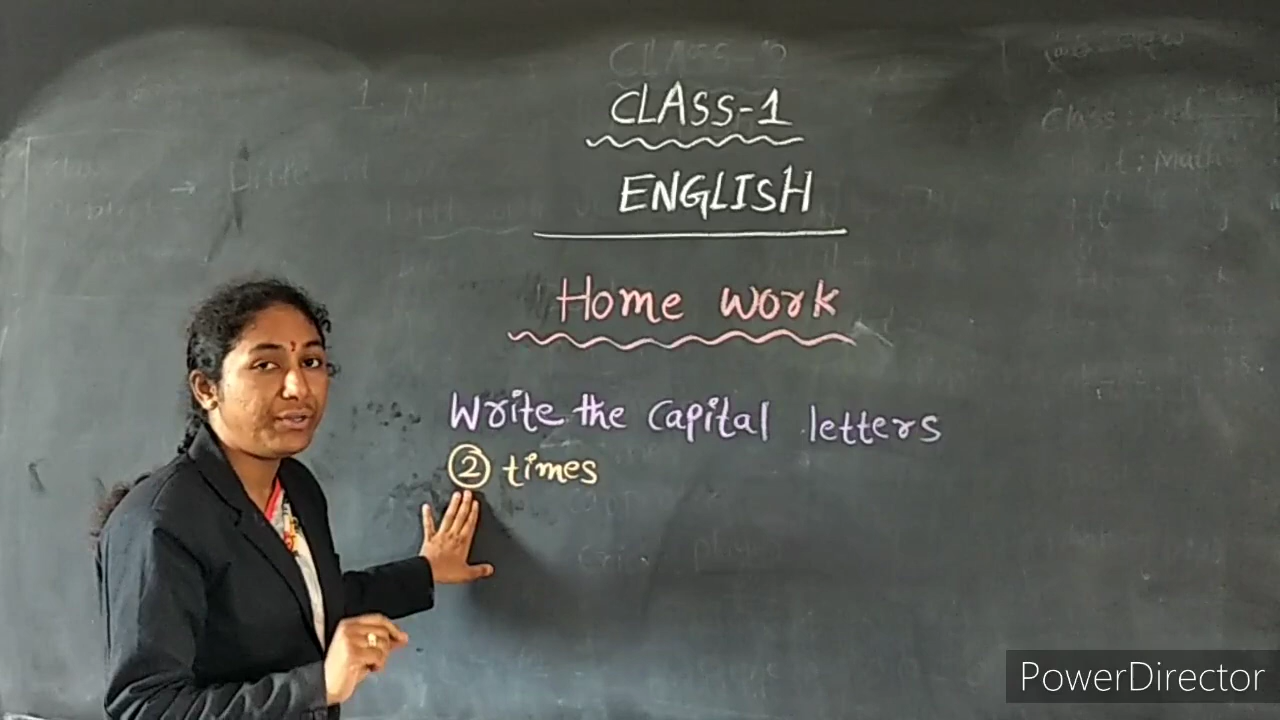 CLASS-1
ENGLISH
Home work
Write the capital letters
2 times
PowerDirector